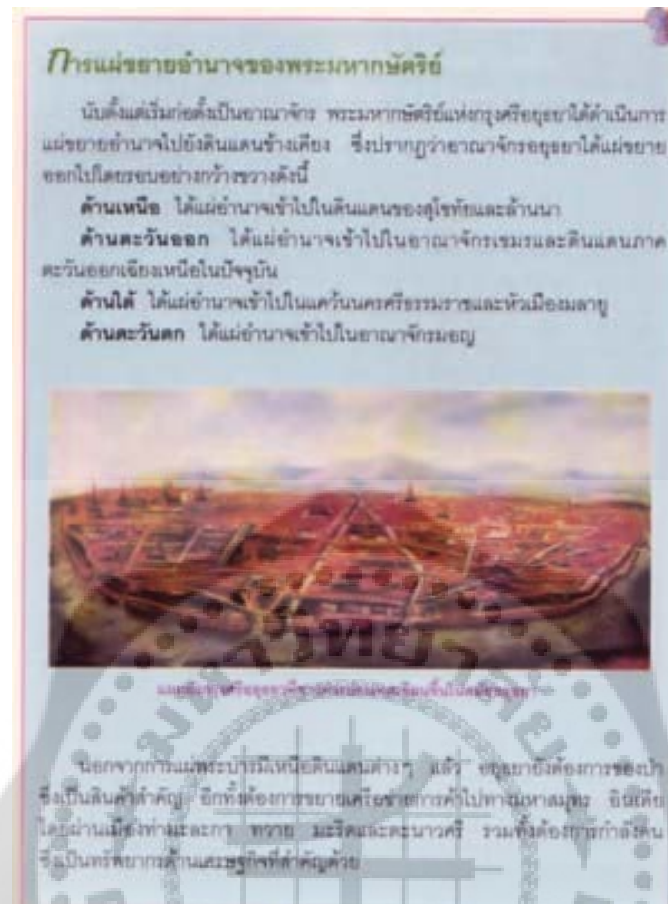 การแผ่ขยายอำนาจของพระมหากษัตริย์
นับตั้งแต่เริ่มก่อตั้งเป็นอาณาจักร พระมหากษัตริย์แห่งกรุงศรีอยุธยาได้ดำเนินการ
แผ่ขยายอำนาจไปยังดินแดนข้างเคียง ซึ่งปรากฏว่าอาณาจักรอยุธยาได้แผ่ขยาย
ออกไปโดยรอบอย่างกว้างขวางดังนี้
ด้านเหนือ ได้แผ่อำนาจเข้าไปในดินแดนของสุโขทัยและล้านนา
ด้านตะวันออก ได้แผ่อำนาจเข้าไปในอาณาจักรเขมรและดินแดนภาค
ตะวันออกเฉียงเหนือในปัจจุบัน
ด้านใต้ ได้แผ่อำนาจเข้าไปในแคว้นนครศรีธรรมราชและหัวเมืองมลายู
ด้านตะวันตก ได้แผ่อำนาจเข้าไปในอาณาจักรมอญ
นอกจากการแผ่พระบารมีเหนือดินแดนต่างๆ แล้ว อยุธยายังต้องการของป่า
ซึ่งเป็นสินค้าสำคัญ อีกทั้งต้องการขยายเครือข่ายการค้าไปทางมหาสมุทร อินเดีย
โดยผ่านเมืองท่ามะละกา ทวาย มะริดและตะนาวศรี รวมทั้งต้องการกำลังคน
ซึ่งเป็นทรัพยากรด้านเศรษฐกิจที่สำคัญด้วย